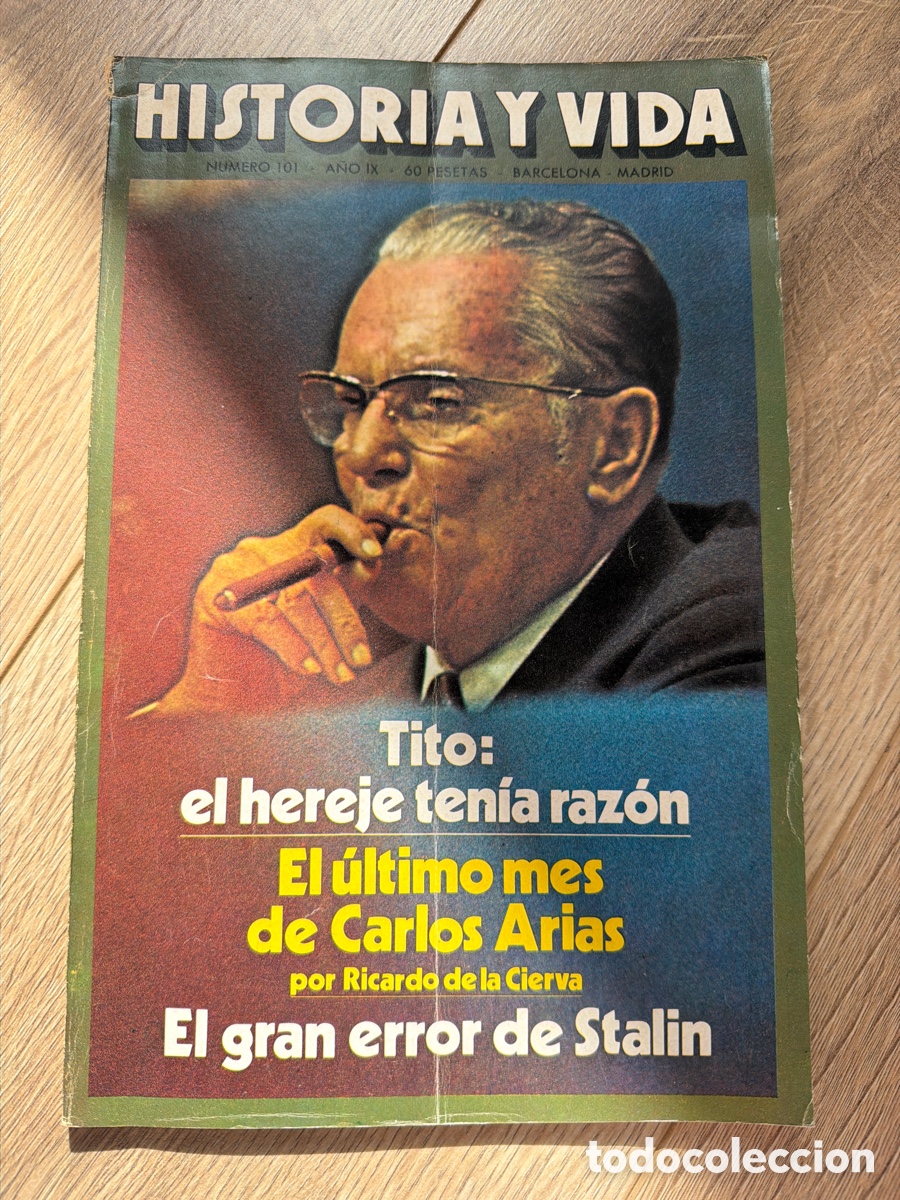 HISTORIA Y VIDA
NUMERO 101 - AÑO IX - 60 PESETAS - BARCELONA - MADRID
Tito:
el hereje tenía razón
El último mes
de Carlos Arias
por Ricardo de la Cierva
El gran error de Stalin
todocoleccion